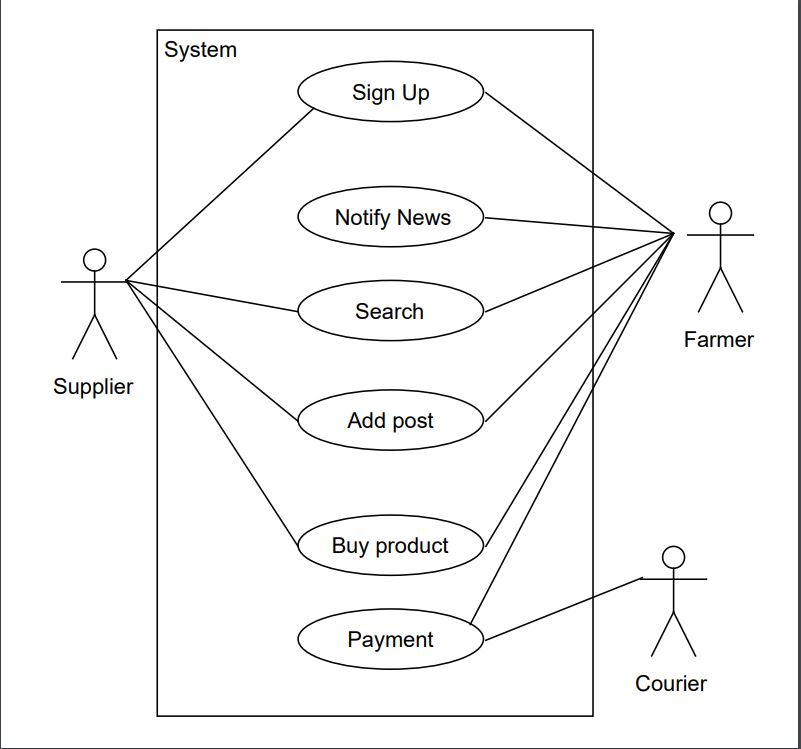 System
Sign Up
Notify News
Search
Add post
Buy product
Payment
Supplier
Farmer
Courier